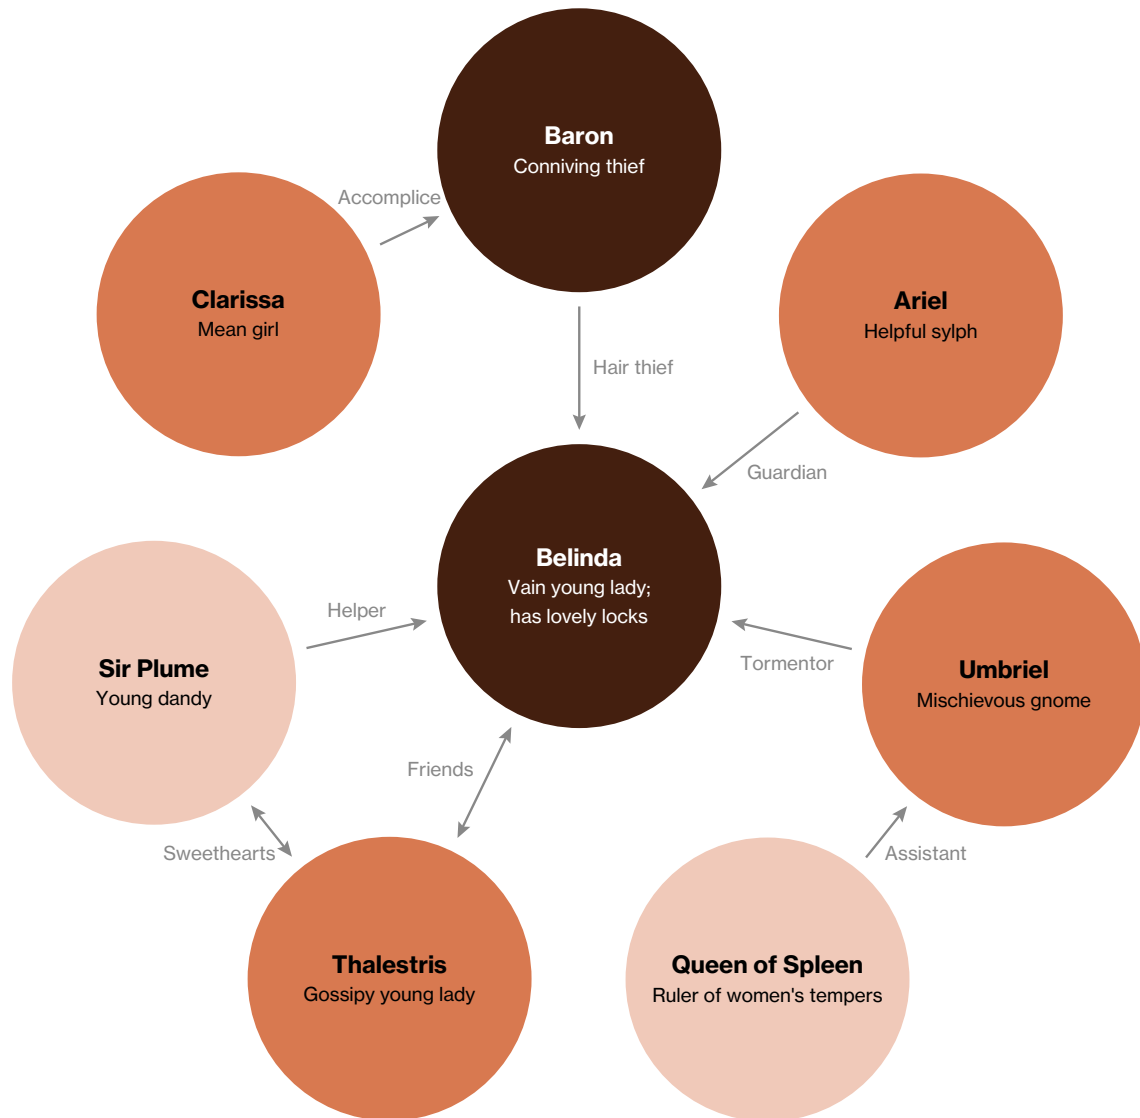 Baron
Conniving thief
Accomplice
Clarissa
Mean girl
Ariel
Helpful sylph
Hair thief
Guardian
Belinda
Vain young lady;
has lovely locks
Helper
Sir Plume
Young dandy
Tormentor
Umbriel
Mischievous gnome
Friends
Sweethearts
Assistant
Thalestris
Gossipy young lady
Queen of Spleen
Ruler of women's tempers